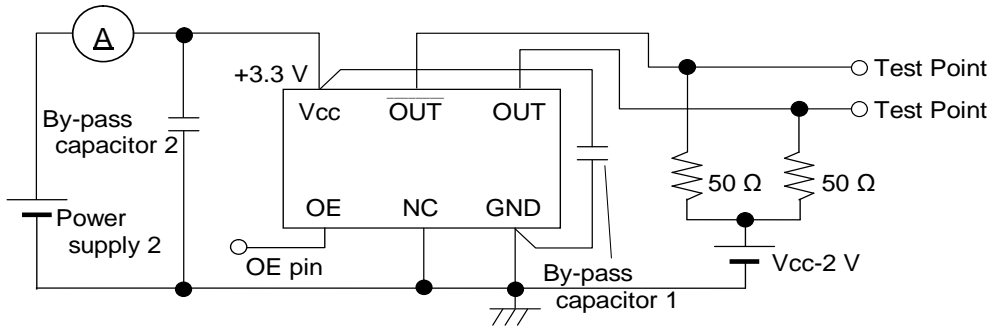 A
+3.3 V
Test Point
Test Point
Vcc
OUT
OUT
By-pass
capacitor 2
50 Ω
50 Ω
OE
NC
GND
Power
supply 2
OE pin
By-pass
capacitor 1
Vcc-2 V